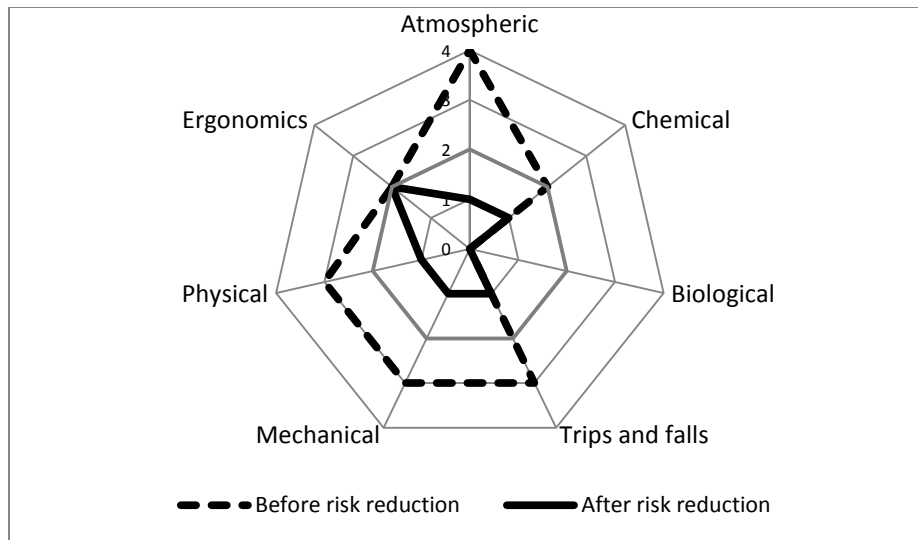 Atmospheric
4
3
2
1
0
Chemical
Ergonomics
Physical
Biological
Mechanical
Trips and falls
Before risk reduction
After risk reduction